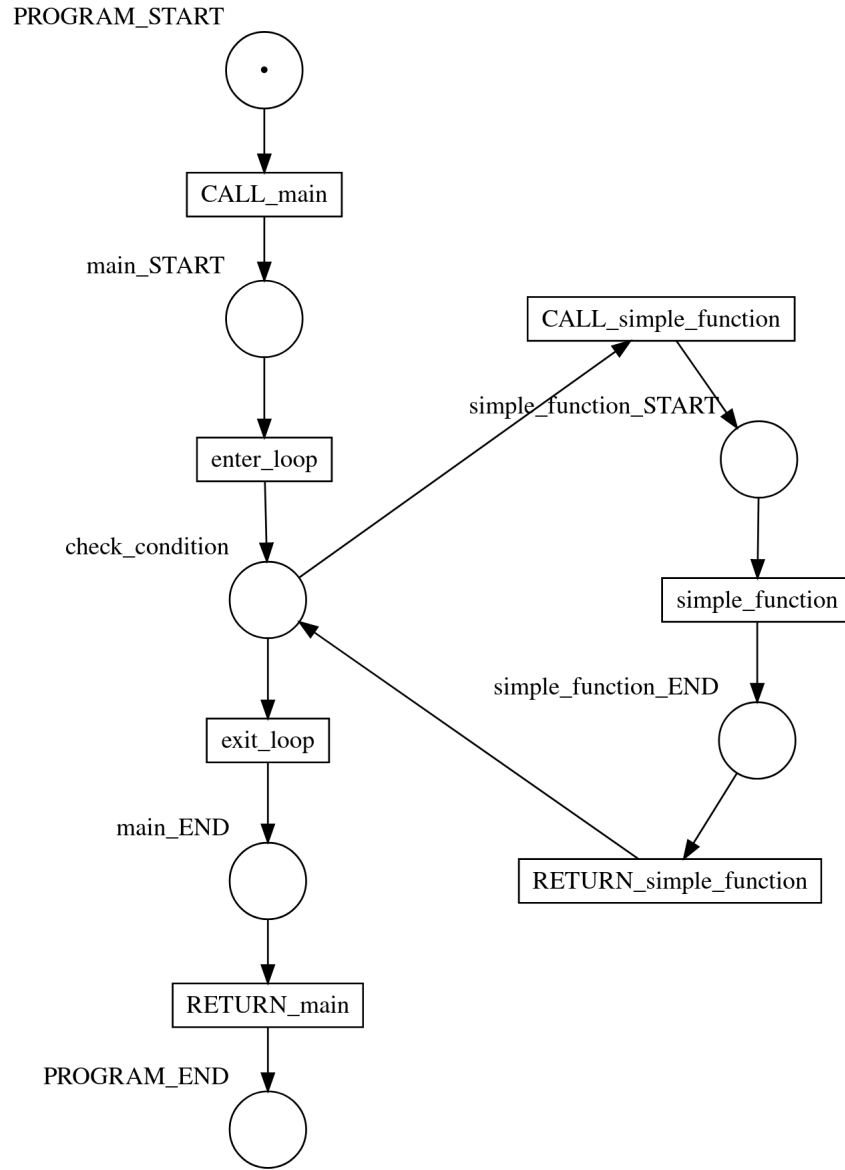 PROGRAM_START
CALL_main
main_START
CALL_simple_function
simple_function_START
enter_loop
check_condition
simple_function
simple_function_END
exit_loop
main_END
RETURN_simple_function
RETURN_main
PROGRAM_END